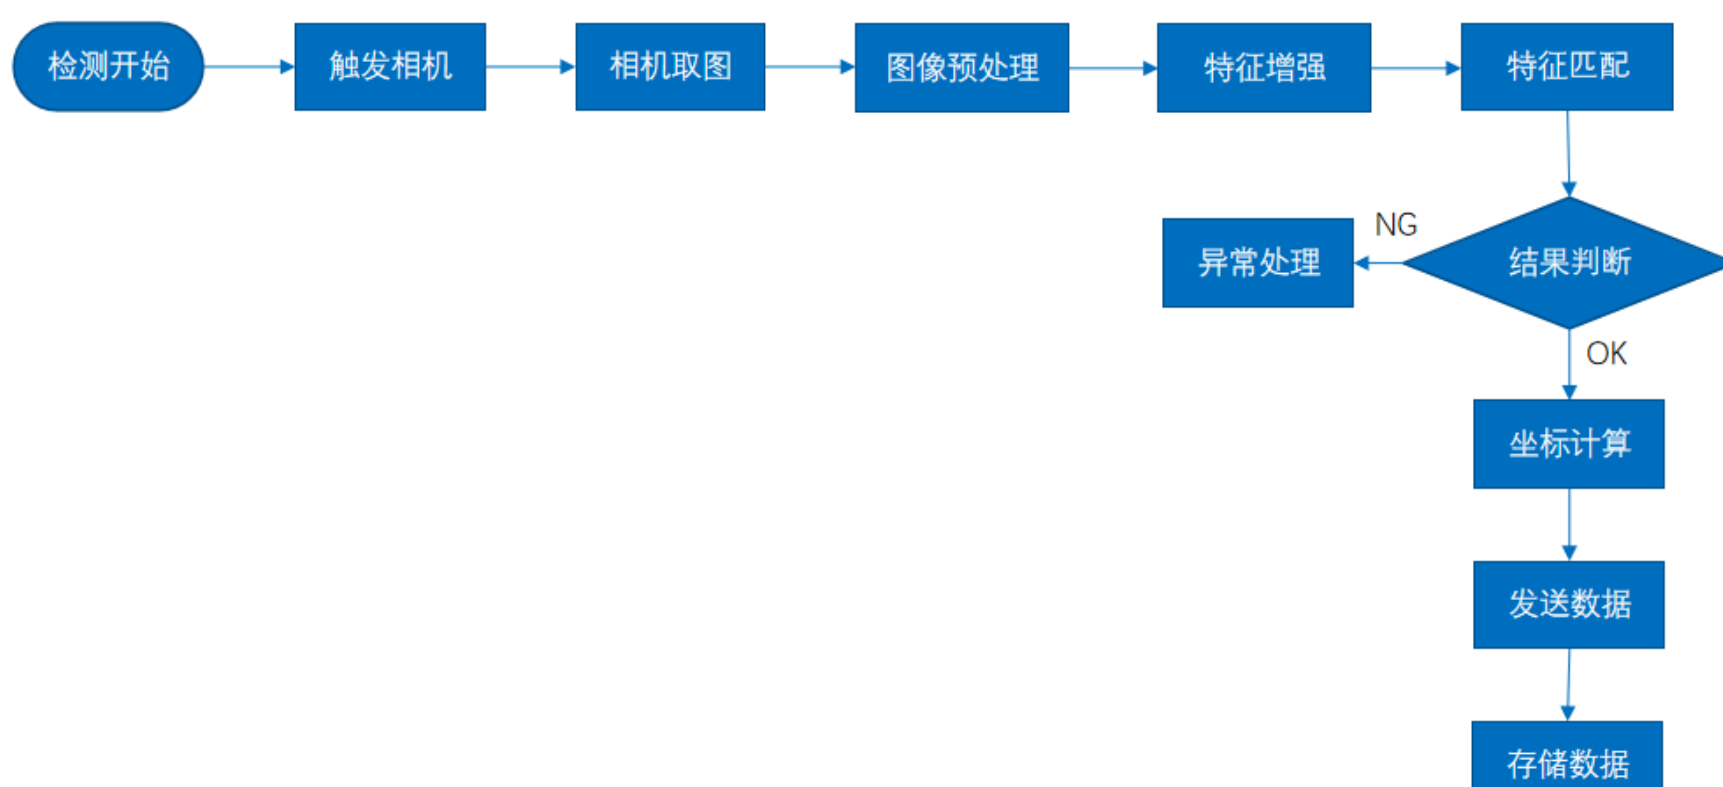 检测开始
触发相机
相机取图
图像预处理
特征增强
特征匹配
异常处理
NG
结果判断
OK
坐标计算
发送数据
存储数据